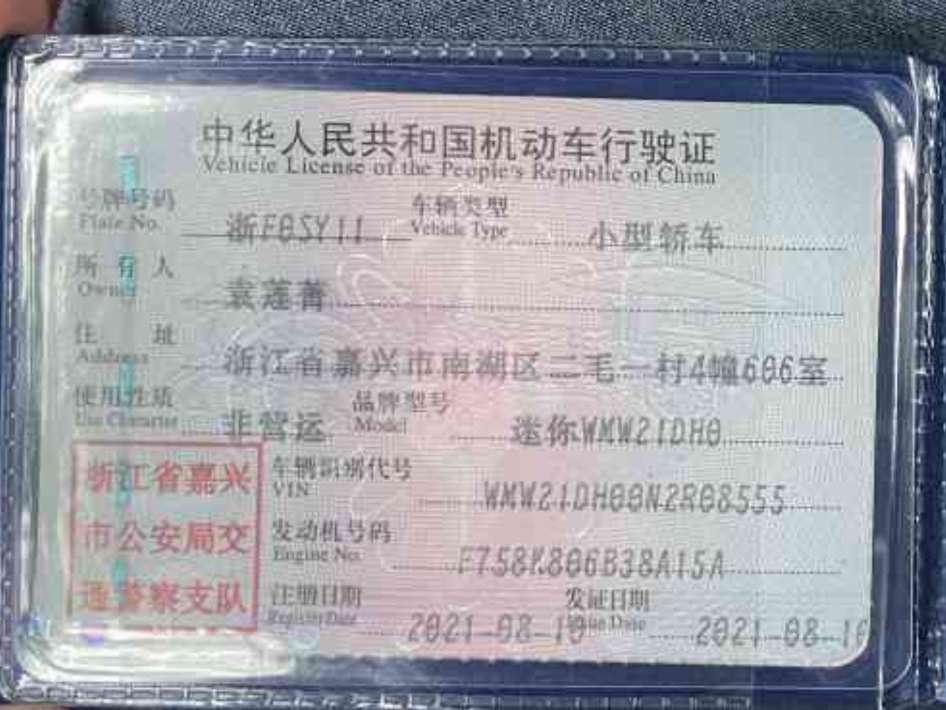 中华人民共和国机动车行驶证
Vehicle License of the People's Republic of China
号牌号码 浙F0SY11 车辆类型 小型轿车
Plate No. Vehicle Type
所有人 袁莲菁
Owner
住址 浙江省嘉兴市南湖区二毛一村4幢606室
Address
使用性质 非营运 品牌型号 迷你WMW21DH0
Use Character Model
浙江省嘉兴
市公安局交
通警察支队
车辆识别代号 WMW21DH00N2R08555
VIN
发动机号码 F758K806B38A15A
Engine No.
注册日期 2021-08-10 发证日期 2021-08-10
Register Date Issue Date